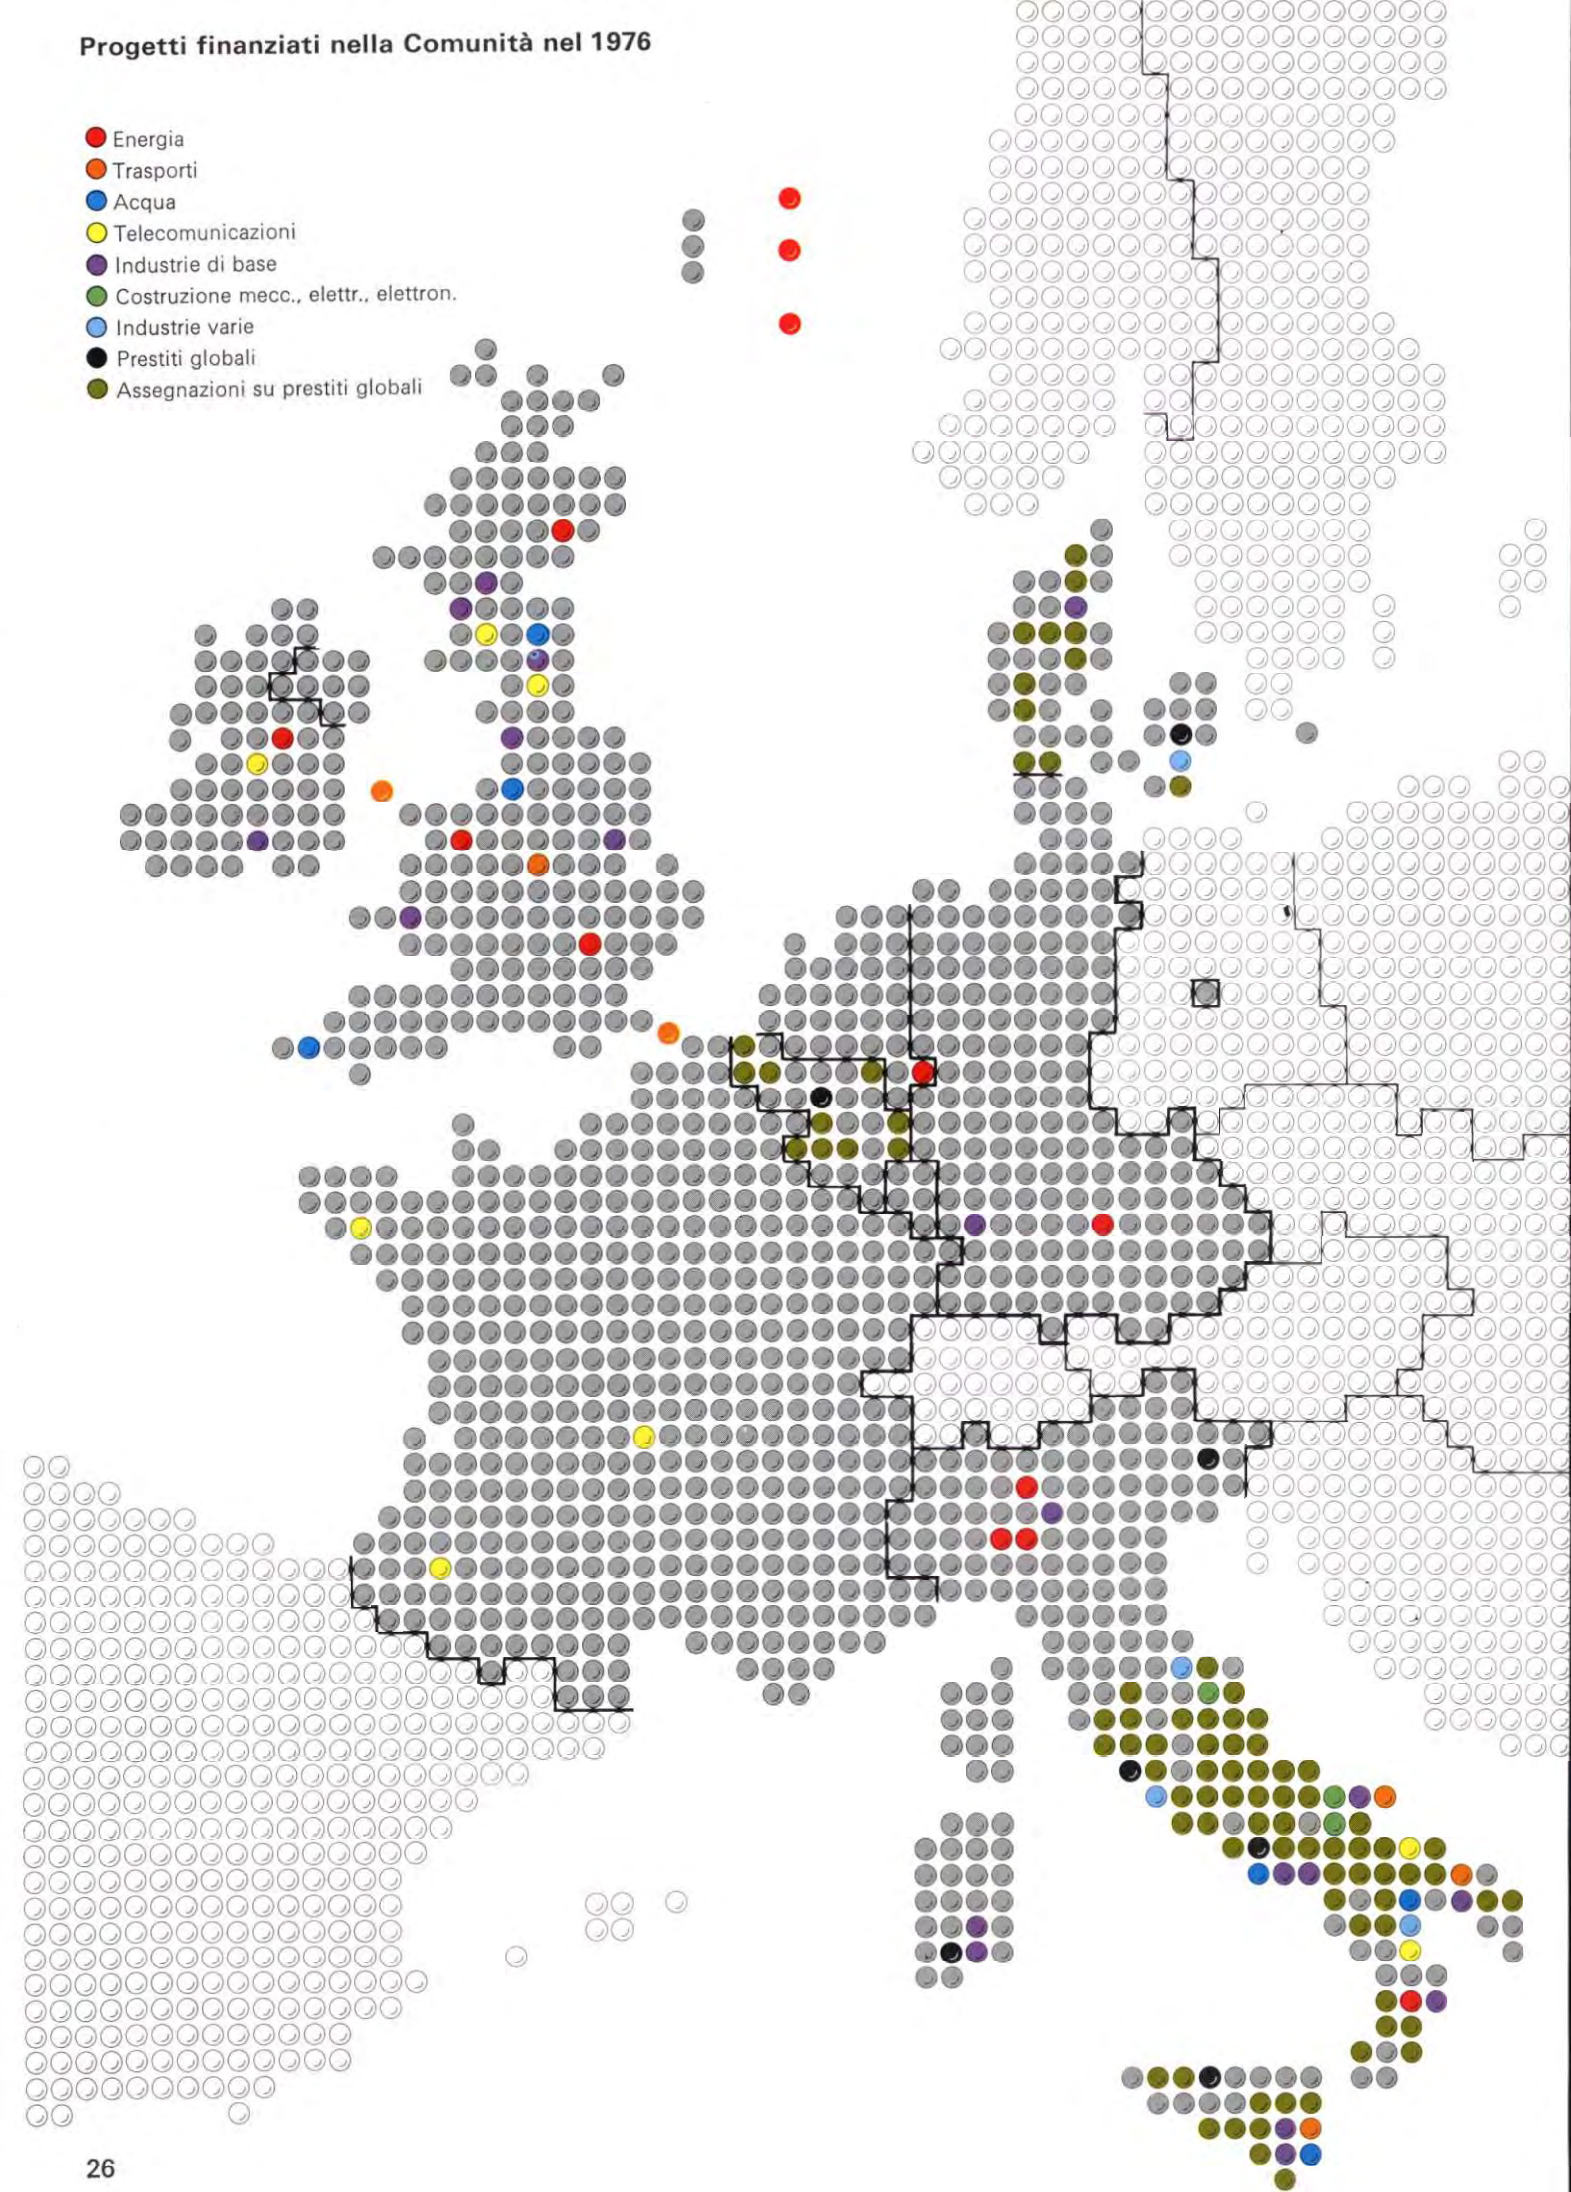 Progetti finanziati nella Comunità nel 1976
Energia
Trasporti
Acqua
Telecomunicazioni
Industrie di base
Costruzione mecc., elettr., elettron.
Industrie varie
Prestiti globali
Assegnazioni su prestiti globali
26